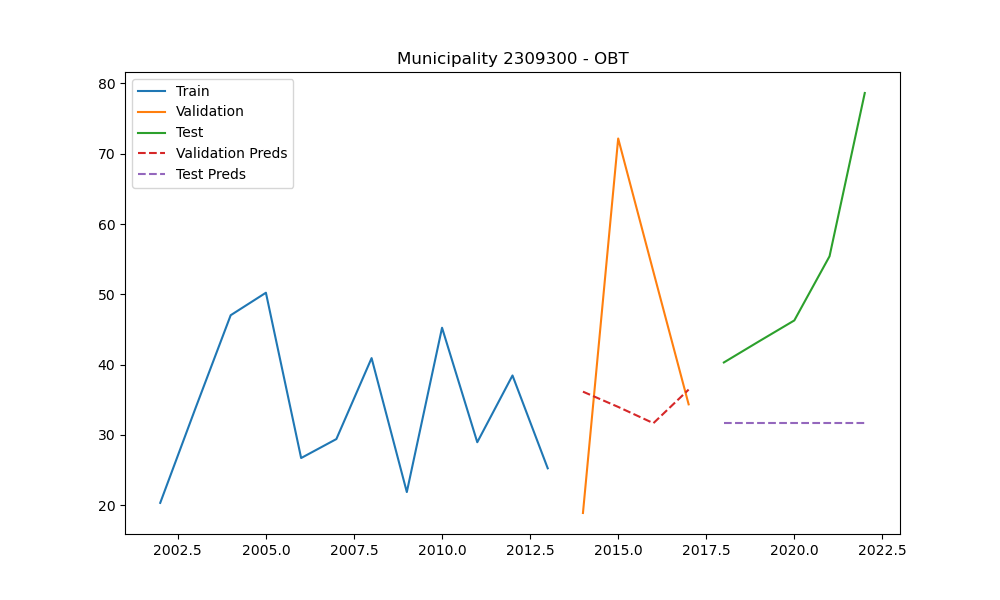 Municipality 2309300 - OBT
Train
Validation
Test
Validation Preds
Test Preds
80
70
60
50
40
30
20
2002.5 2005.0 2007.5 2010.0 2012.5 2015.0 2017.5 2020.0 2022.5